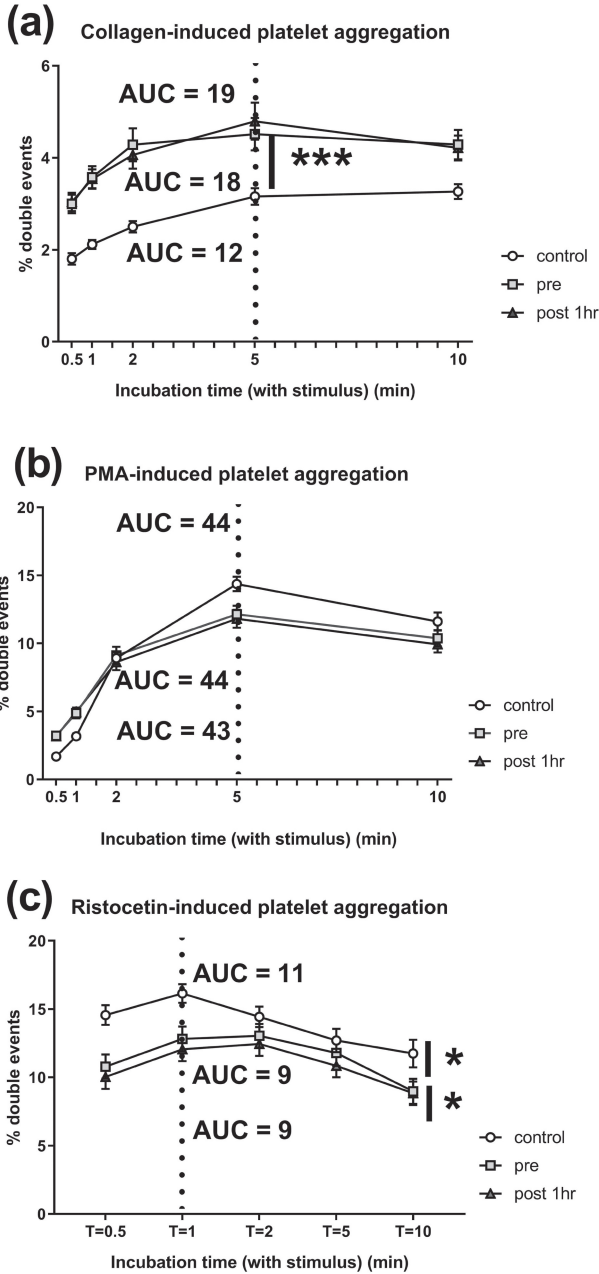 (a)
Collagen-induced platelet aggregation
6
AUC = 19
4
***
AUC = 18
2
AUC = 12
0
% double events
0.5 1 2 5 10
Incubation time (with stimulus) (min)
control
pre
post 1hr
(b)
PMA-induced platelet aggregation
20
AUC = 44
15
10
AUC = 44
5
AUC = 43
0
% double events
0.5 1 2 5 10
Incubation time (with stimulus) (min)
control
pre
post 1hr
(c)
Ristocetin-induced platelet aggregation
20
AUC = 11
15
*
10
AUC = 9
*
5
AUC = 9
0
% double events
T=0.5 T=1 T=2 T=5 T=10
Incubation time (with stimulus) (min)
control
pre
post 1hr